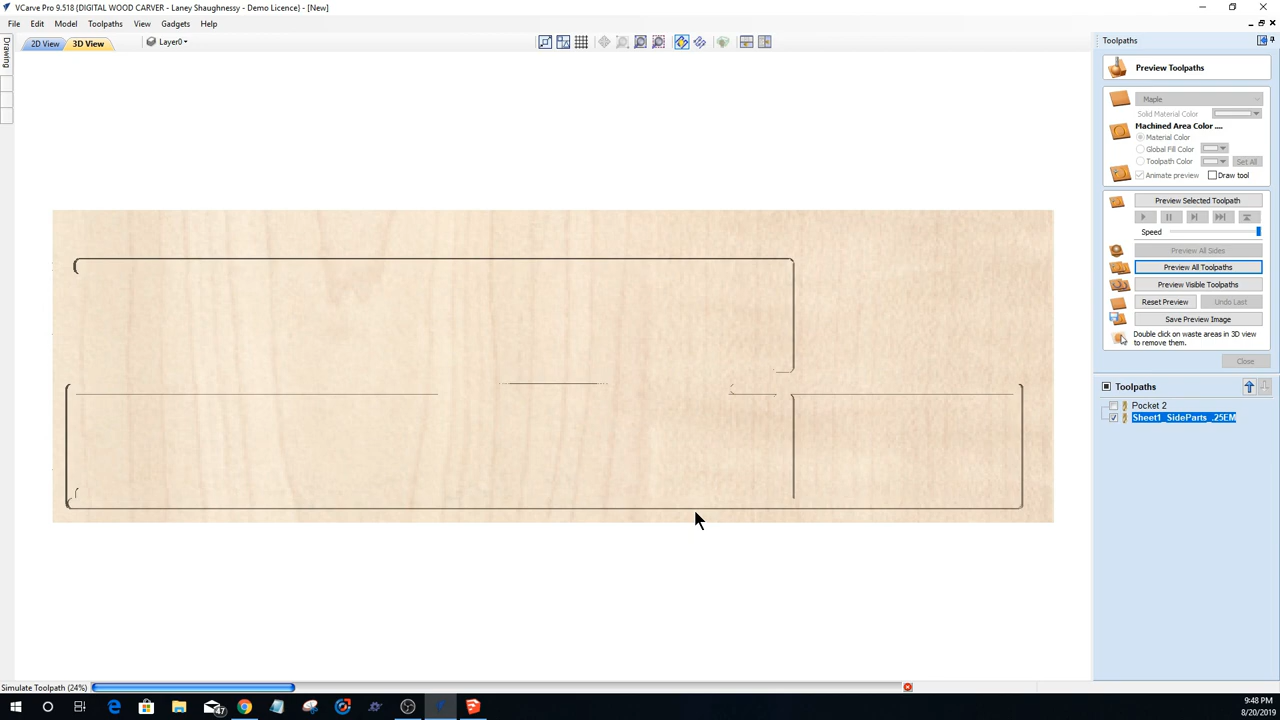 VCarve Pro 9.518 {DIGITAL WOOD CARVER - Laney Shaughnessy - Demo Licence} - [New]
File Edit Model Toolpaths View Gadgets Help
2D View 3D View Layer0
Drawing
Toolpaths
Preview Toolpaths
Maple
Solid Material Color
Machined Area Color ....
Material Color
Global Fill Color
Toolpath Color Set All
Animate preview Draw tool
Preview Selected Toolpath
Speed
Preview All Sides
Preview All Toolpaths
Preview Visible Toolpaths
Reset Preview Undo Last
Save Preview Image
Double click on waste areas in 3D view
to remove them.
Close
Toolpaths
Pocket 2
Sheet1_SideParts_.25EM
Simulate Toolpath (24%)
47
9:48 PM
8/20/2019